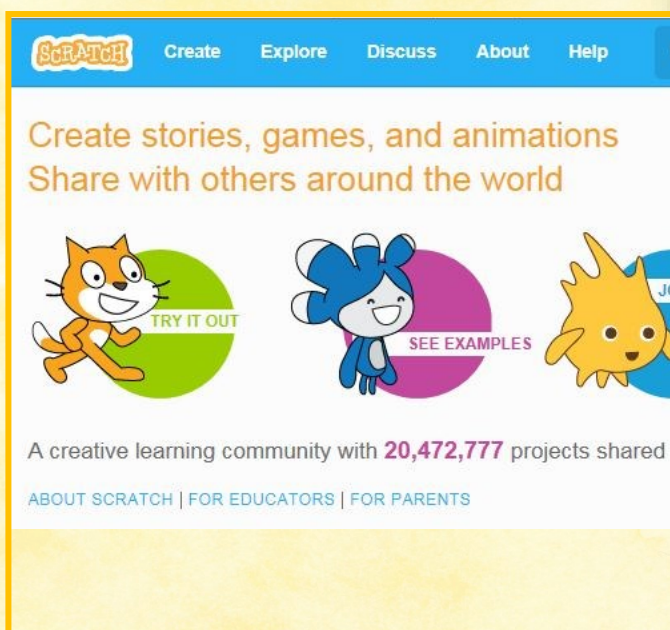 SCRATCH Create Explore Discuss About Help
Create stories, games, and animations
Share with others around the world
TRY IT OUT
SEE EXAMPLES
A creative learning community with 20,472,777 projects shared
ABOUT SCRATCH | FOR EDUCATORS | FOR PARENTS